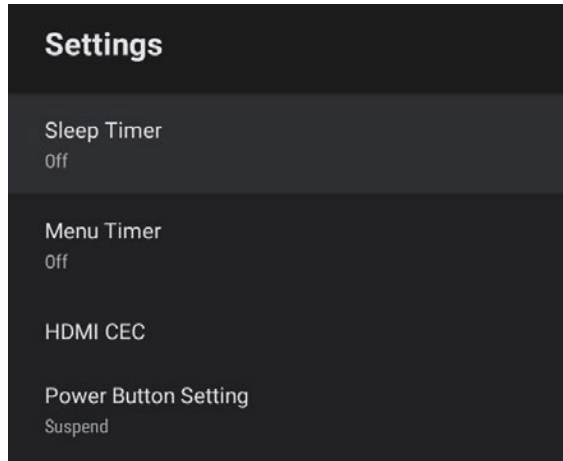 Settings
Sleep Timer
Off
Menu Timer
Off
HDMI CEC
Power Button Setting
Suspend